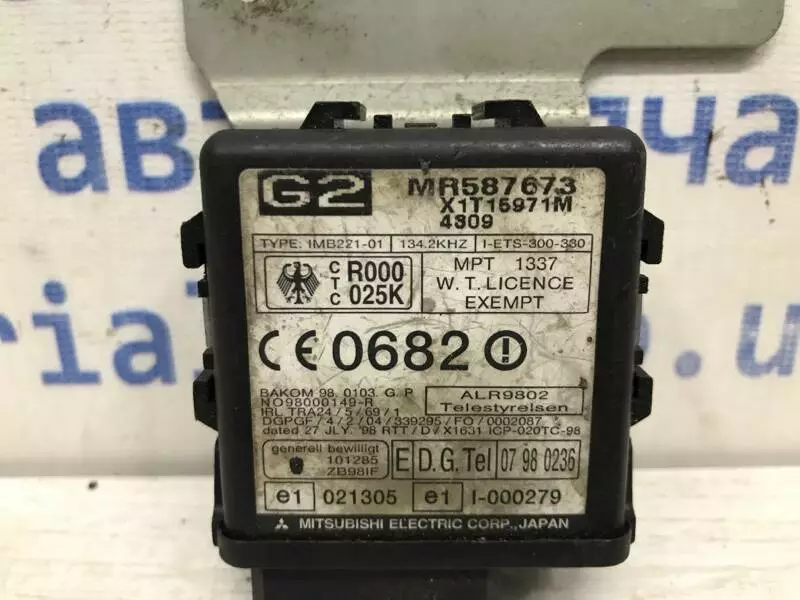 G2 MR587673
X1T15971M
4309
TYPE: IMB221-01 134.2KHZ I-ETS-300-330
C T C R000 025K
MPT 1337
W. T. LICENCE
EXEMPT
CE 0682
BAKOM 98. 0103. G. P
NO98000149-R
IRL TRA24/5/69/1
ALR9802
Telestyrelsen
DGPGF/4/2/04/339295/FO/0002087
dated 27 JLY. '98 RTT/D/X1631 ICP-020TC-98
generell bewilligt
101285
ZB98IF
E D.G.Tel 07 98 0236
e1 021305 e1 I-000279
MITSUBISHI ELECTRIC CORP., JAPAN